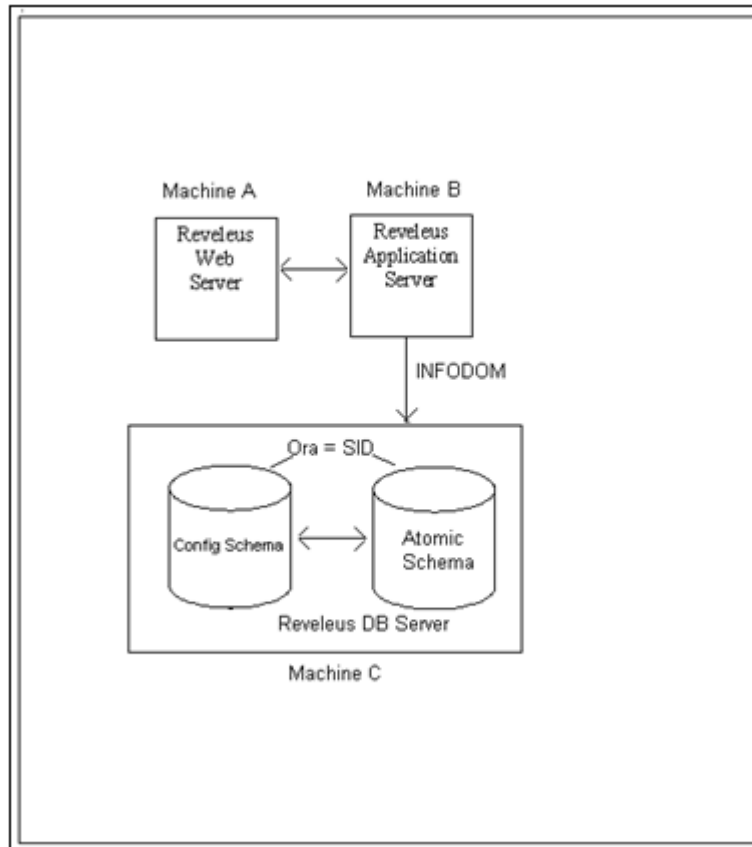 Machine A
Machine B
Reveleus
Web
Server
Reveleus
Application
Server
INFODOM
Ora = SID
Config Schema
Atomic
Schema
Reveleus DB Server
Machine C